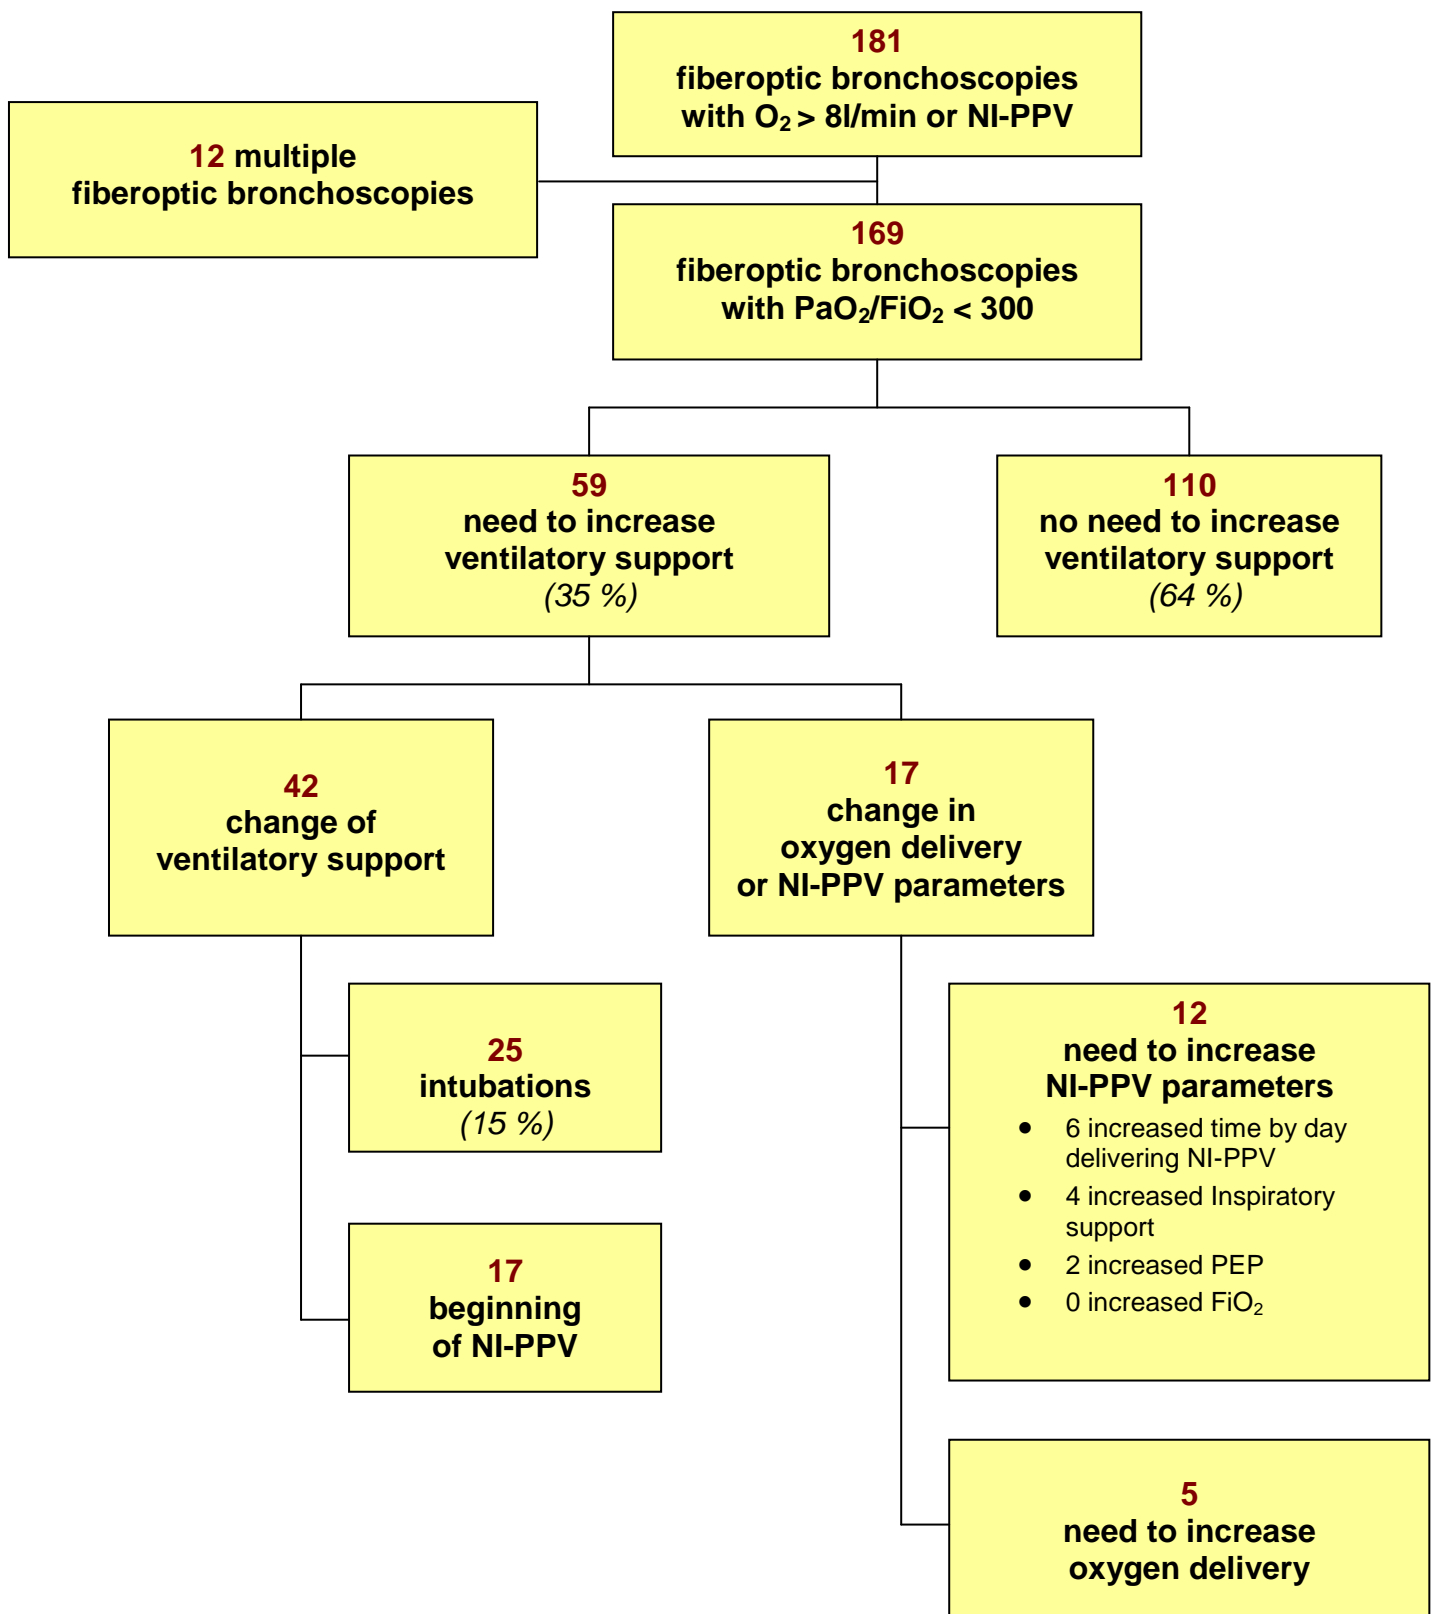 181
fiberoptic bronchoscopies
with O₂ > 8l/min or NI-PPV
12 multiple
fiberoptic bronchoscopies
169
fiberoptic bronchoscopies
with PaO₂/FiO₂ < 300
59
need to increase
ventilatory support
(35 %)
110
no need to increase
ventilatory support
(64 %)
42
change of
ventilatory support
17
change in
oxygen delivery
or NI-PPV parameters
25
intubations
(15 %)
17
beginning
of NI-PPV
12
need to increase
NI-PPV parameters
• 6 increased time by day
delivering NI-PPV
• 4 increased Inspiratory
support
• 2 increased PEP
• 0 increased FiO₂
5
need to increase
oxygen delivery